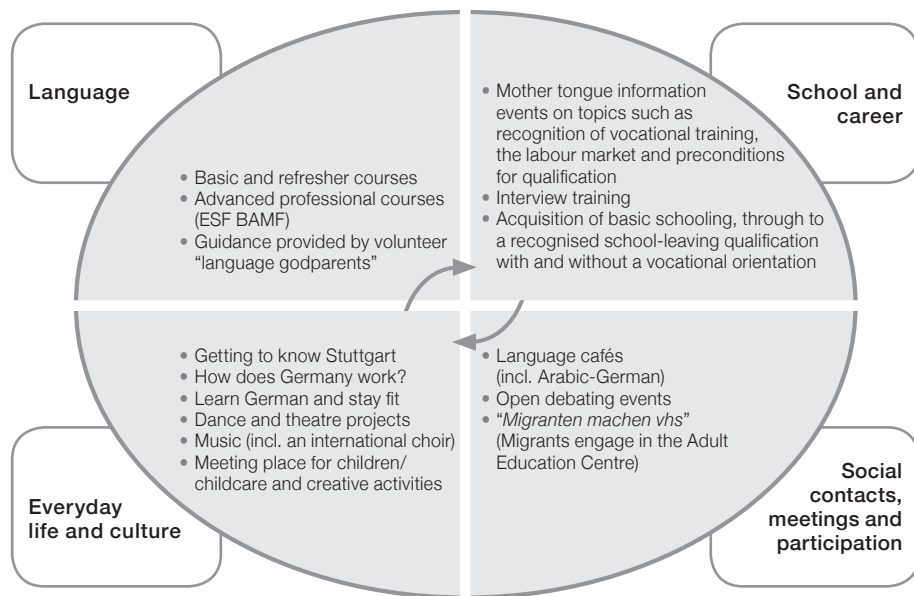 Language
• Basic and refresher courses
• Advanced professional courses
(ESF BAMF)
• Guidance provided by volunteer
“language godparents”
School and
career
• Mother tongue information
events on topics such as
recognition of vocational training,
the labour market and preconditions
for qualification
• Interview training
• Acquisition of basic schooling, through to
a recognised school-leaving qualification
with and without a vocational orientation
Everyday
life and culture
• Getting to know Stuttgart
• How does Germany work?
• Learn German and stay fit
• Dance and theatre projects
• Music (incl. an international choir)
• Meeting place for children/
childcare and creative activities
Social
contacts,
meetings and
participation
• Language cafés
(incl. Arabic-German)
• Open debating events
• “Migranten machen vhs”
(Migrants engage in the Adult
Education Centre)